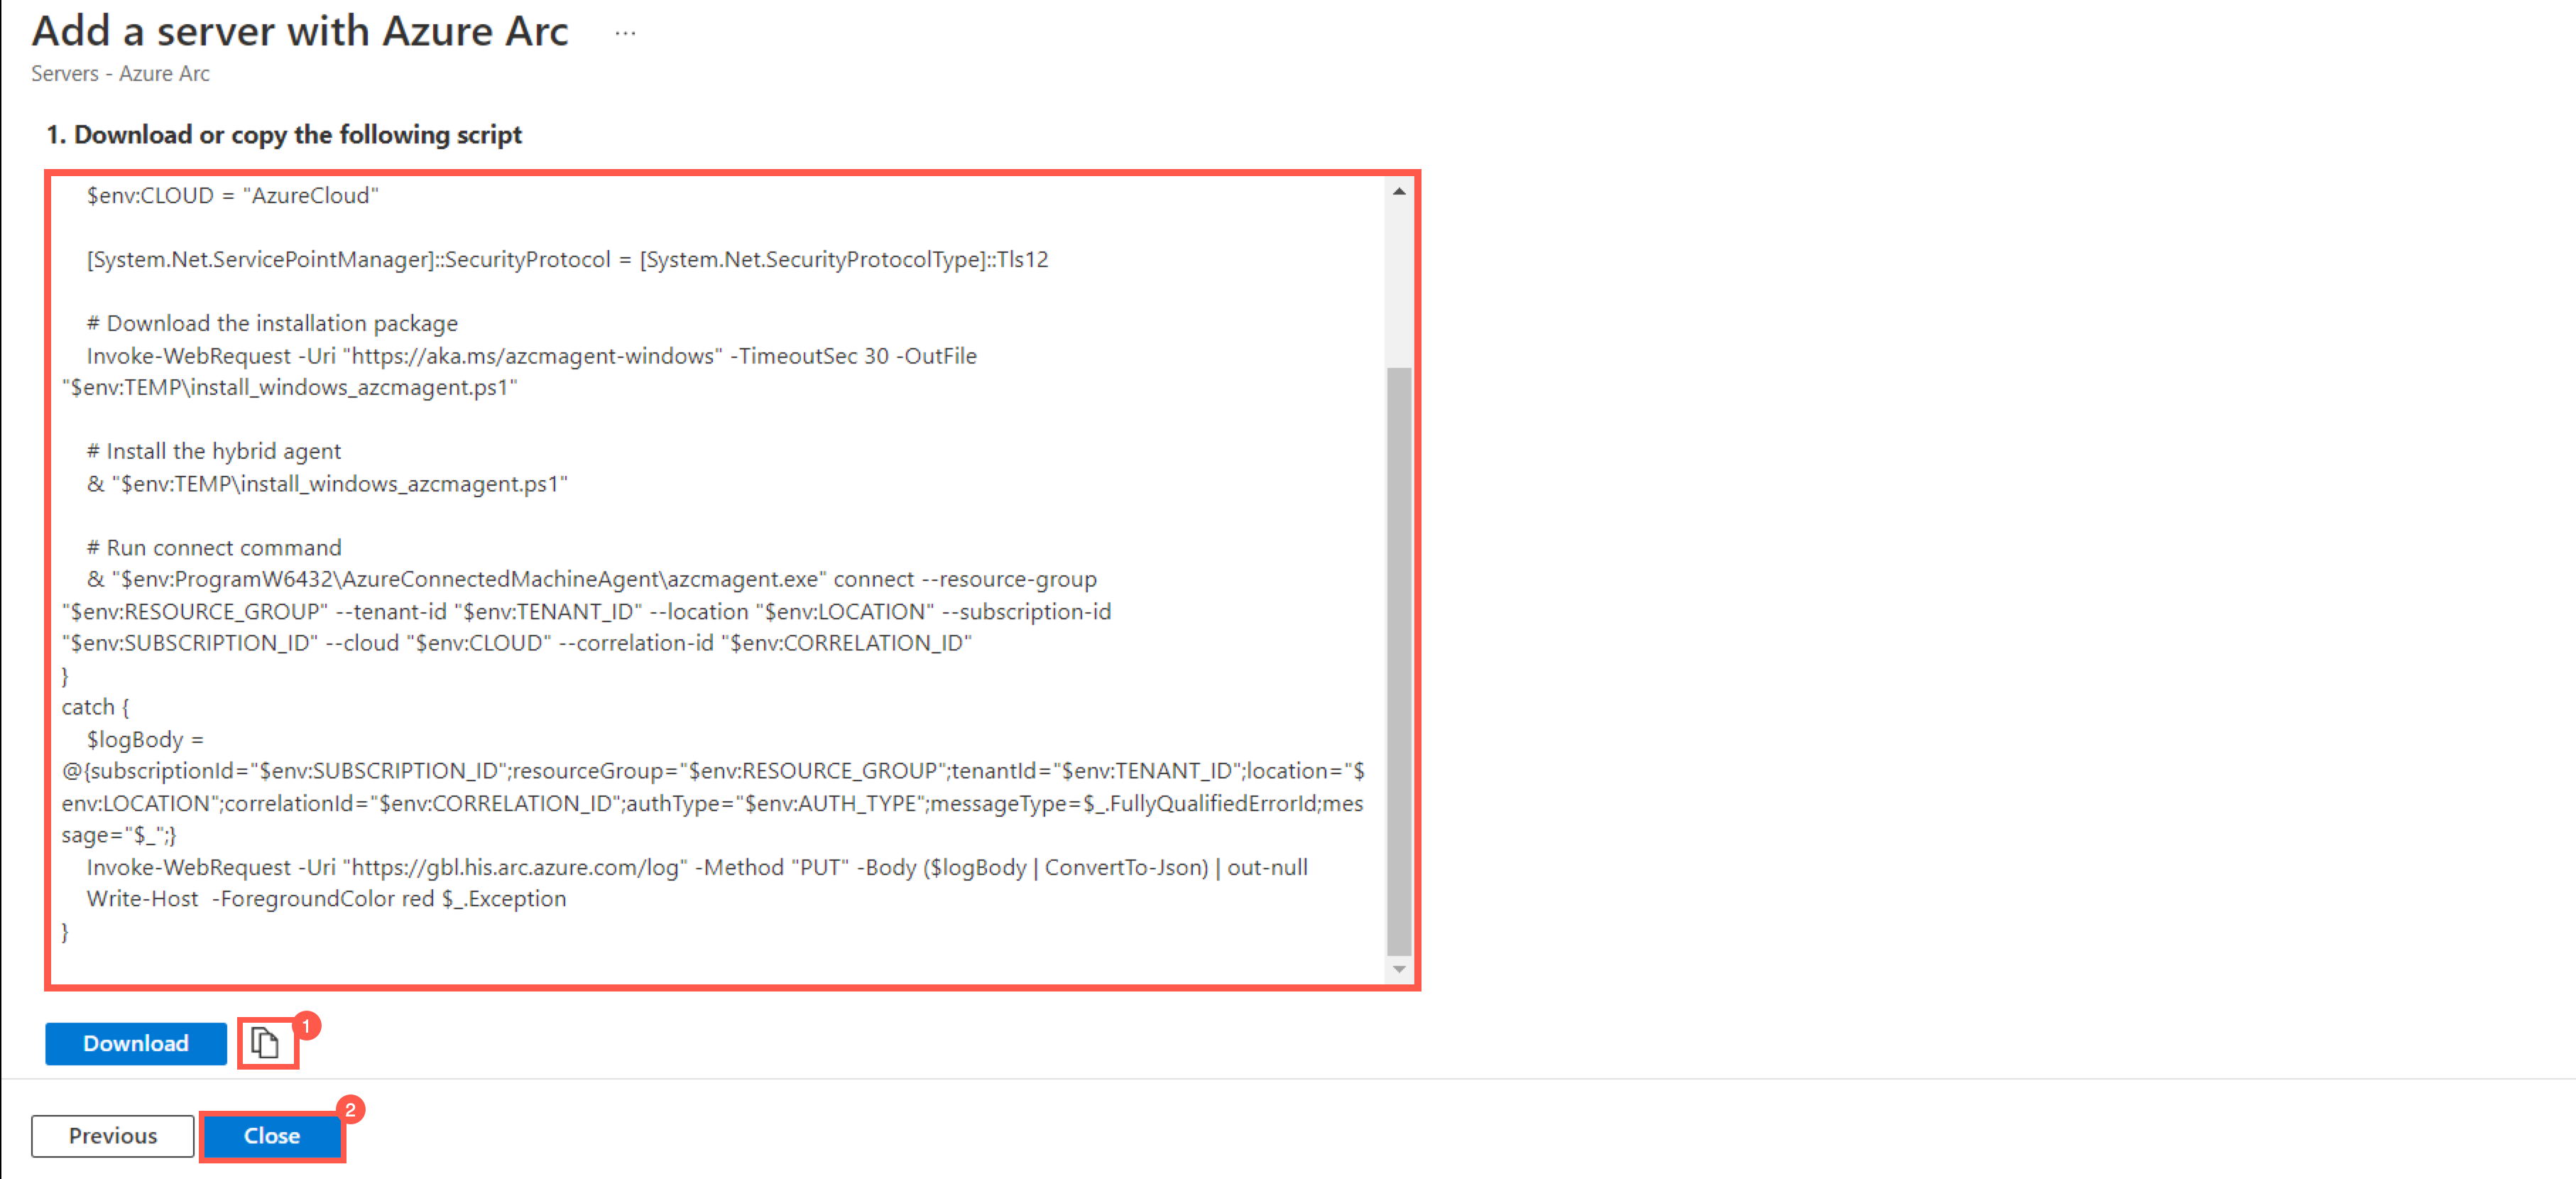 Add a server with Azure Arc ...
Servers - Azure Arc
1. Download or copy the following script
$env:CLOUD = "AzureCloud"
[System.Net.ServicePointManager]::SecurityProtocol = [System.Net.SecurityProtocolType]::Tls12
# Download the installation package
Invoke-WebRequest -Uri "https://aka.ms/azcmagent-windows" -TimeoutSec 30 -OutFile
"$env:TEMP\install_windows_azcmagent.ps1"
# Install the hybrid agent
& "$env:TEMP\install_windows_azcmagent.ps1"
# Run connect command
& "$env:ProgramW6432\AzureConnectedMachineAgent\azcmagent.exe" connect --resource-group
"$env:RESOURCE_GROUP" --tenant-id "$env:TENANT_ID" --location "$env:LOCATION" --subscription-id
"$env:SUBSCRIPTION_ID" --cloud "$env:CLOUD" --correlation-id "$env:CORRELATION_ID"
}
catch {
$logBody =
@{subscriptionId="$env:SUBSCRIPTION_ID";resourceGroup="$env:RESOURCE_GROUP";tenantId="$env:TENANT_ID";location="$
env:LOCATION";correlationId="$env:CORRELATION_ID";authType="$env:AUTH_TYPE";messageType=$_.FullyQualifiedErrorId;mes
sage="$_";}
Invoke-WebRequest -Uri "https://gbl.his.arc.azure.com/log" -Method "PUT" -Body ($logBody | ConvertTo-Json) | out-null
Write-Host  -ForegroundColor red $_.Exception
}
Download 1
Previous Close 2